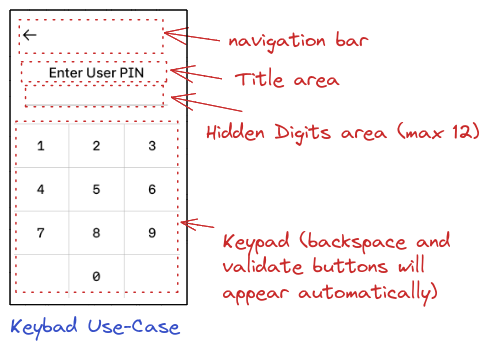 ←
navigation bar
Enter User PIN
Title area
Hidden Digits area (max 12)
1 2 3
4 5 6
7 8 9
0
Keypad (backspace and
validate buttons will
appear automatically)
Keybad Use-Case